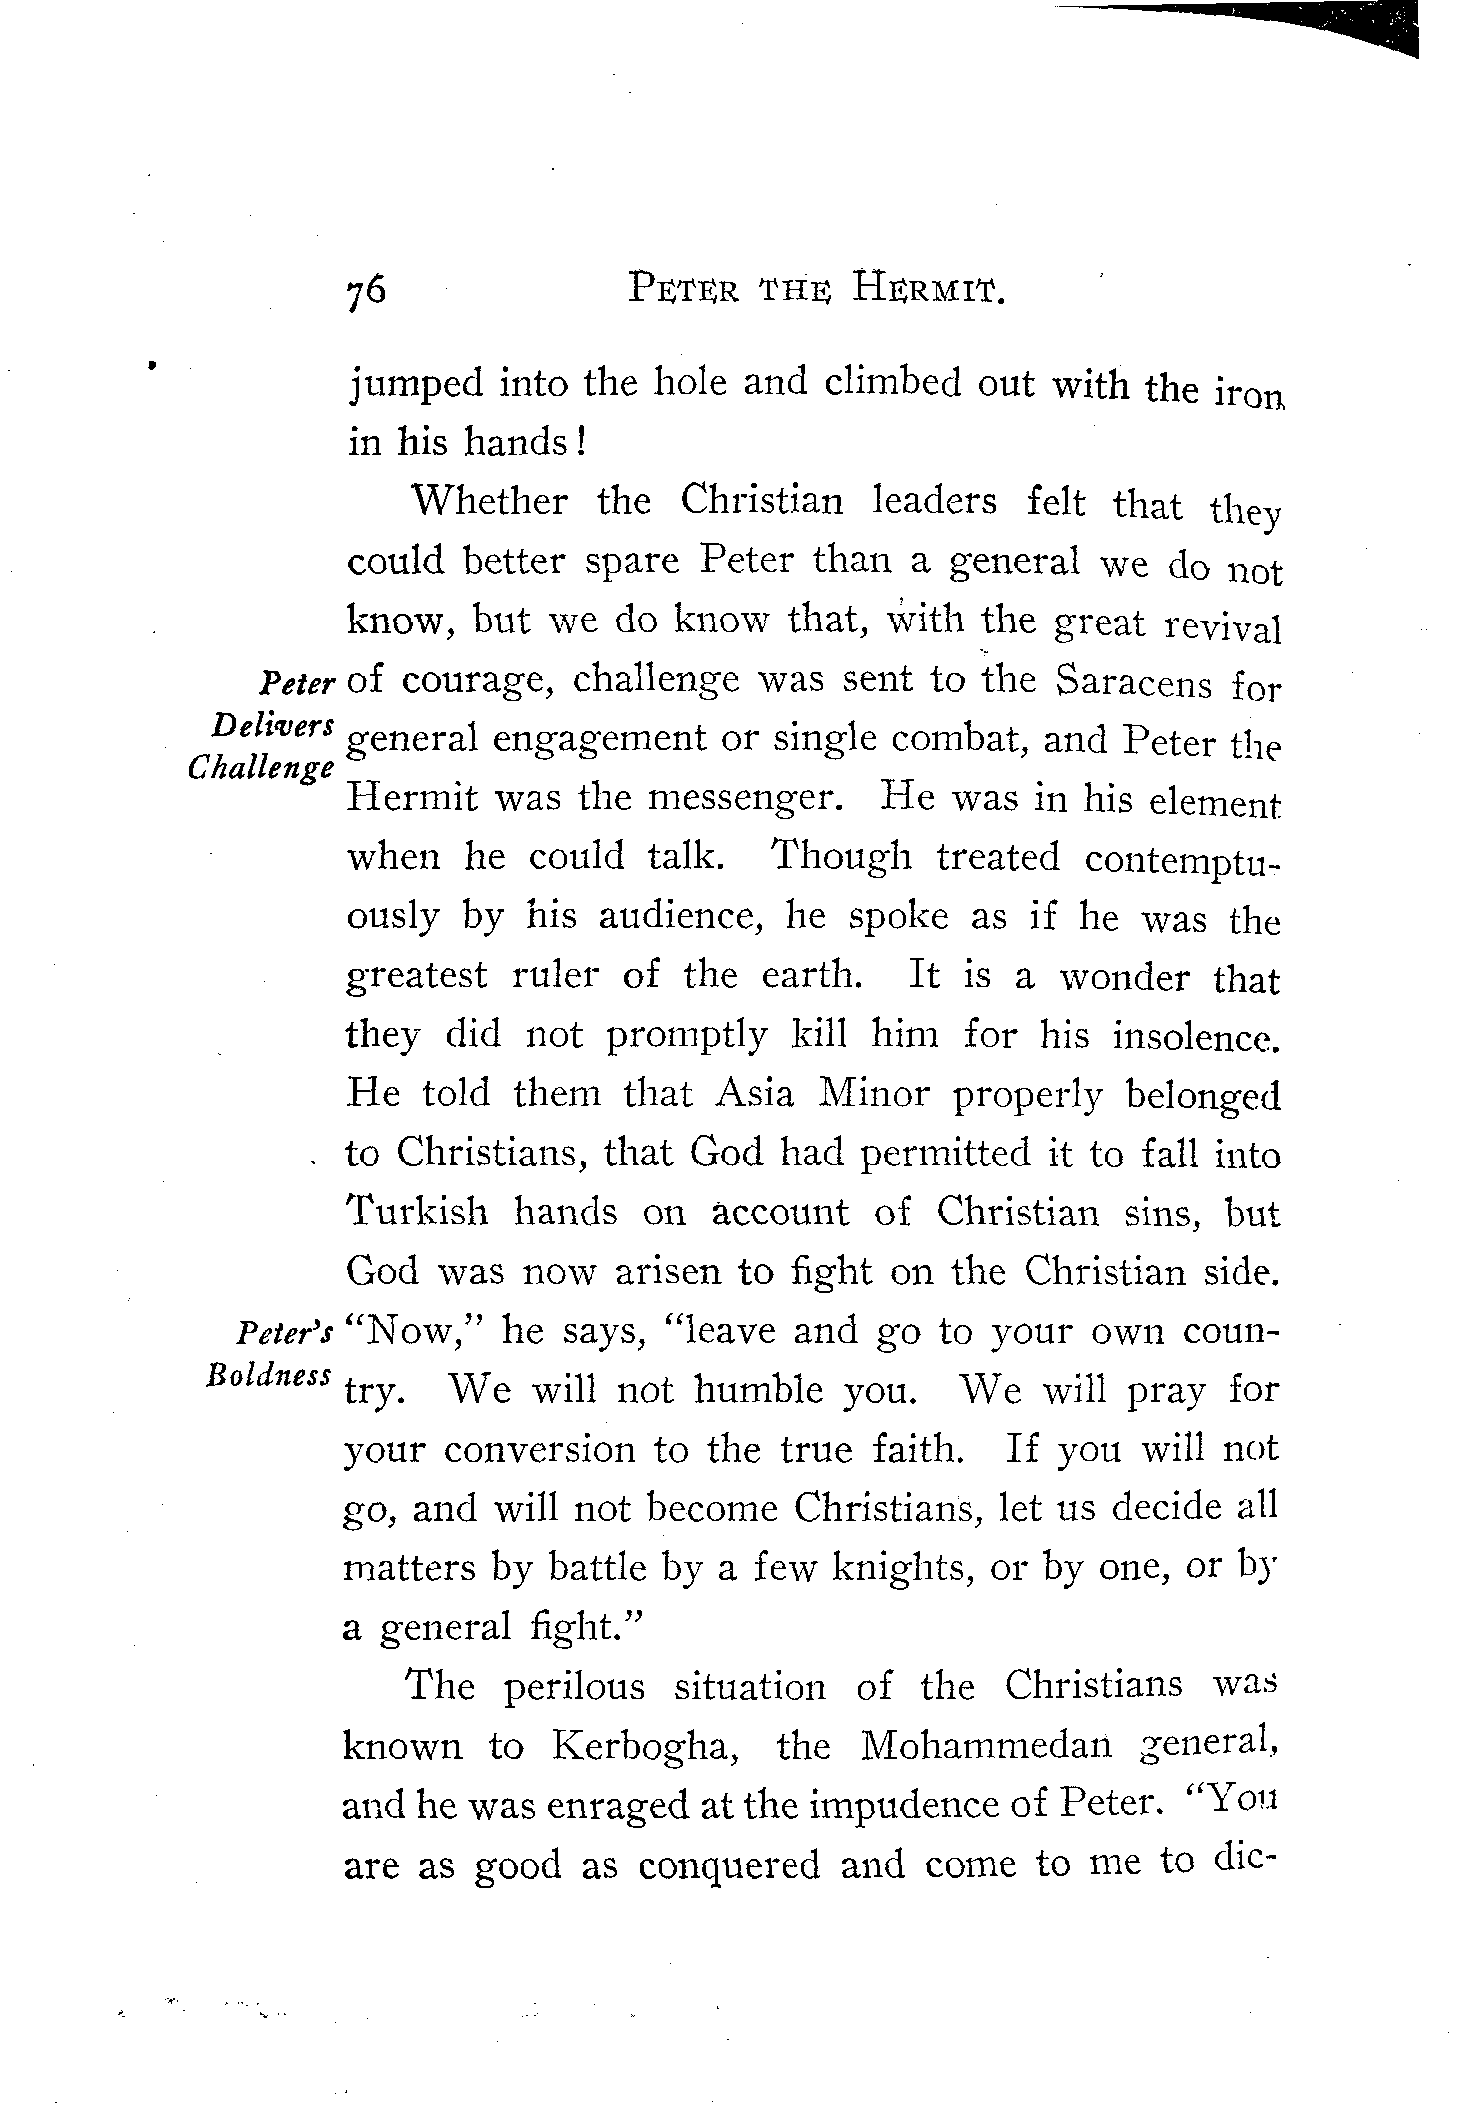 76 PETER THE HERMIT.
jumped into the hole and climbed out with the iron
in his hands!
Whether the Christian leaders felt that they
could better spare Peter than a general we do not
know, but we do know that, with the great revival
Peter
of courage, challenge was sent to the Saracens for
Delivers
general engagement or single combat, and Peter the
Challenge
Hermit was the messenger. He was in his element
when he could talk. Though treated contemptu-
ously by his audience, he spoke as if he was the
greatest ruler of the earth. It is a wonder that
they did not promptly kill him for his insolence.
He told them that Asia Minor properly belonged
to Christians, that God had permitted it to fall into
Turkish hands on account of Christian sins, but
God was now arisen to fight on the Christian side.
Peter's
"Now," he says, "leave and go to your own coun-
Boldness
try. We will not humble you. We will pray for
your conversion to the true faith. If you will not
go, and will not become Christians, let us decide all
matters by battle by a few knights, or by one, or by
a general fight."
The perilous situation of the Christians was
known to Kerbogha, the Mohammedan general,
and he was enraged at the impudence of Peter. "You
are as good as conquered and come to me to dic-